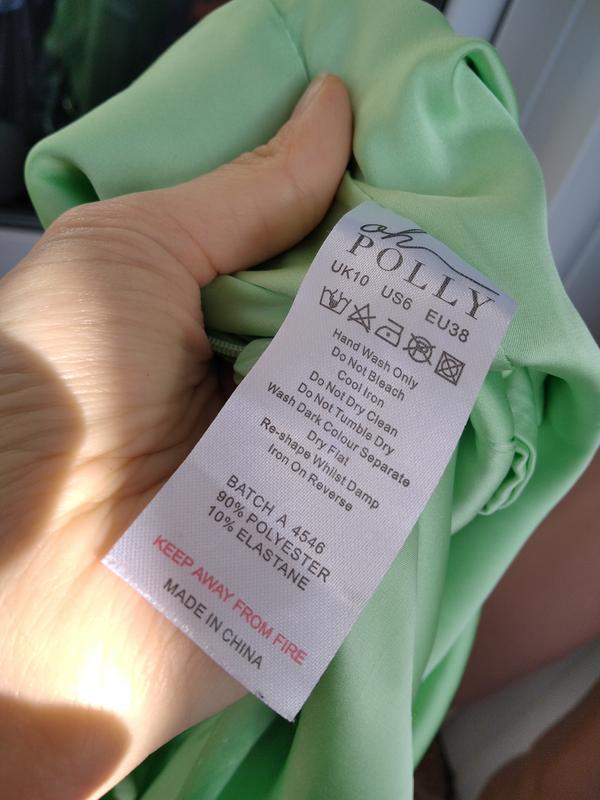 oh
POLLY
UK10 US6 EU38
Hand Wash Only
Do Not Bleach
Cool Iron
Do Not Dry Clean
Do Not Tumble Dry
Wash Dark Colour Separate
Dry Flat
Re-shape Whilst Damp
Iron On Reverse
BATCH A 4546
90% POLYESTER
10% ELASTANE
KEEP AWAY FROM FIRE
MADE IN CHINA